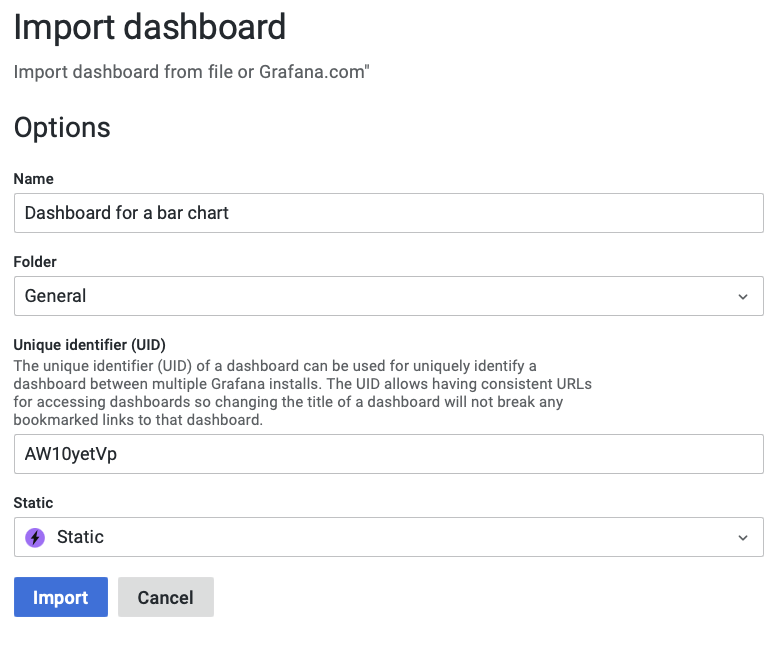 Import dashboard
Import dashboard from file or Grafana.com"
Options
Name
Dashboard for a bar chart
Folder
General
Unique identifier (UID)
The unique identifier (UID) of a dashboard can be used for uniquely identify a
dashboard between multiple Grafana installs. The UID allows having consistent URLs
for accessing dashboards so changing the title of a dashboard will not break any
bookmarked links to that dashboard.
AW10yetVp
Static
Static
Import Cancel